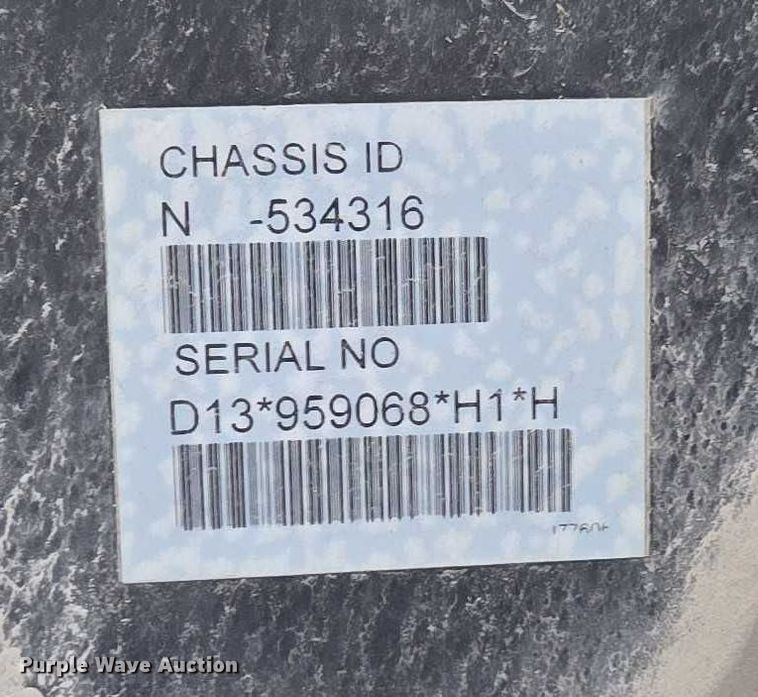 CHASSIS ID
N -534316
SERIAL NO
D13*959068*H1*H
Purple Wave Auction